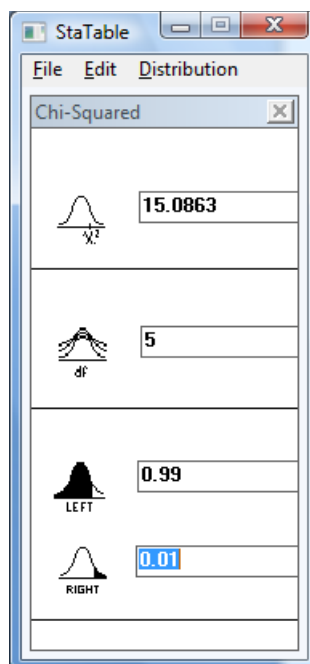 StaTable
File Edit Distribution
Chi-Squared
15.0863
χ²
5
df
0.99
LEFT
0.01
RIGHT